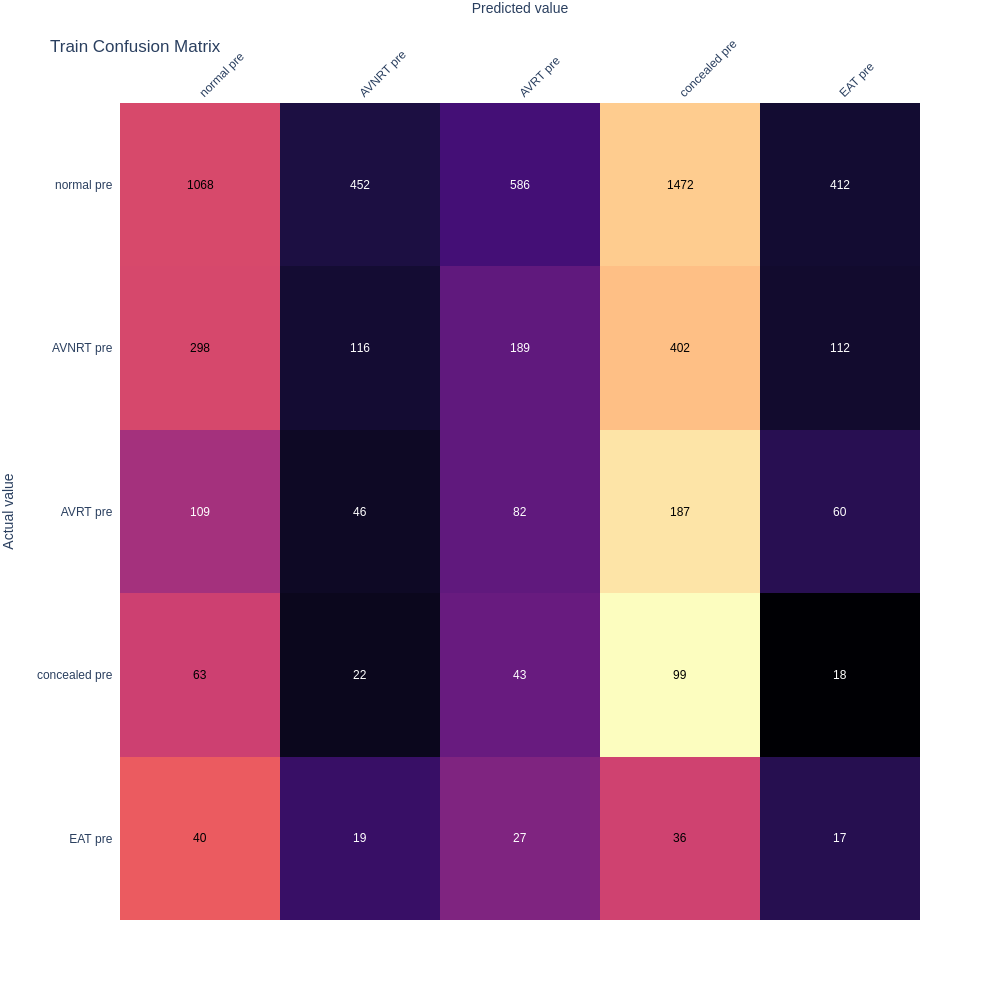 Predicted value
Train Confusion Matrix
normal pre AVNRT pre AVRT pre concealed pre EAT pre
normal pre 1068 452 586 1472 412
AVNRT pre 298 116 189 402 112
Actual value
AVRT pre 109 46 82 187 60
concealed pre 63 22 43 99 18
EAT pre 40 19 27 36 17